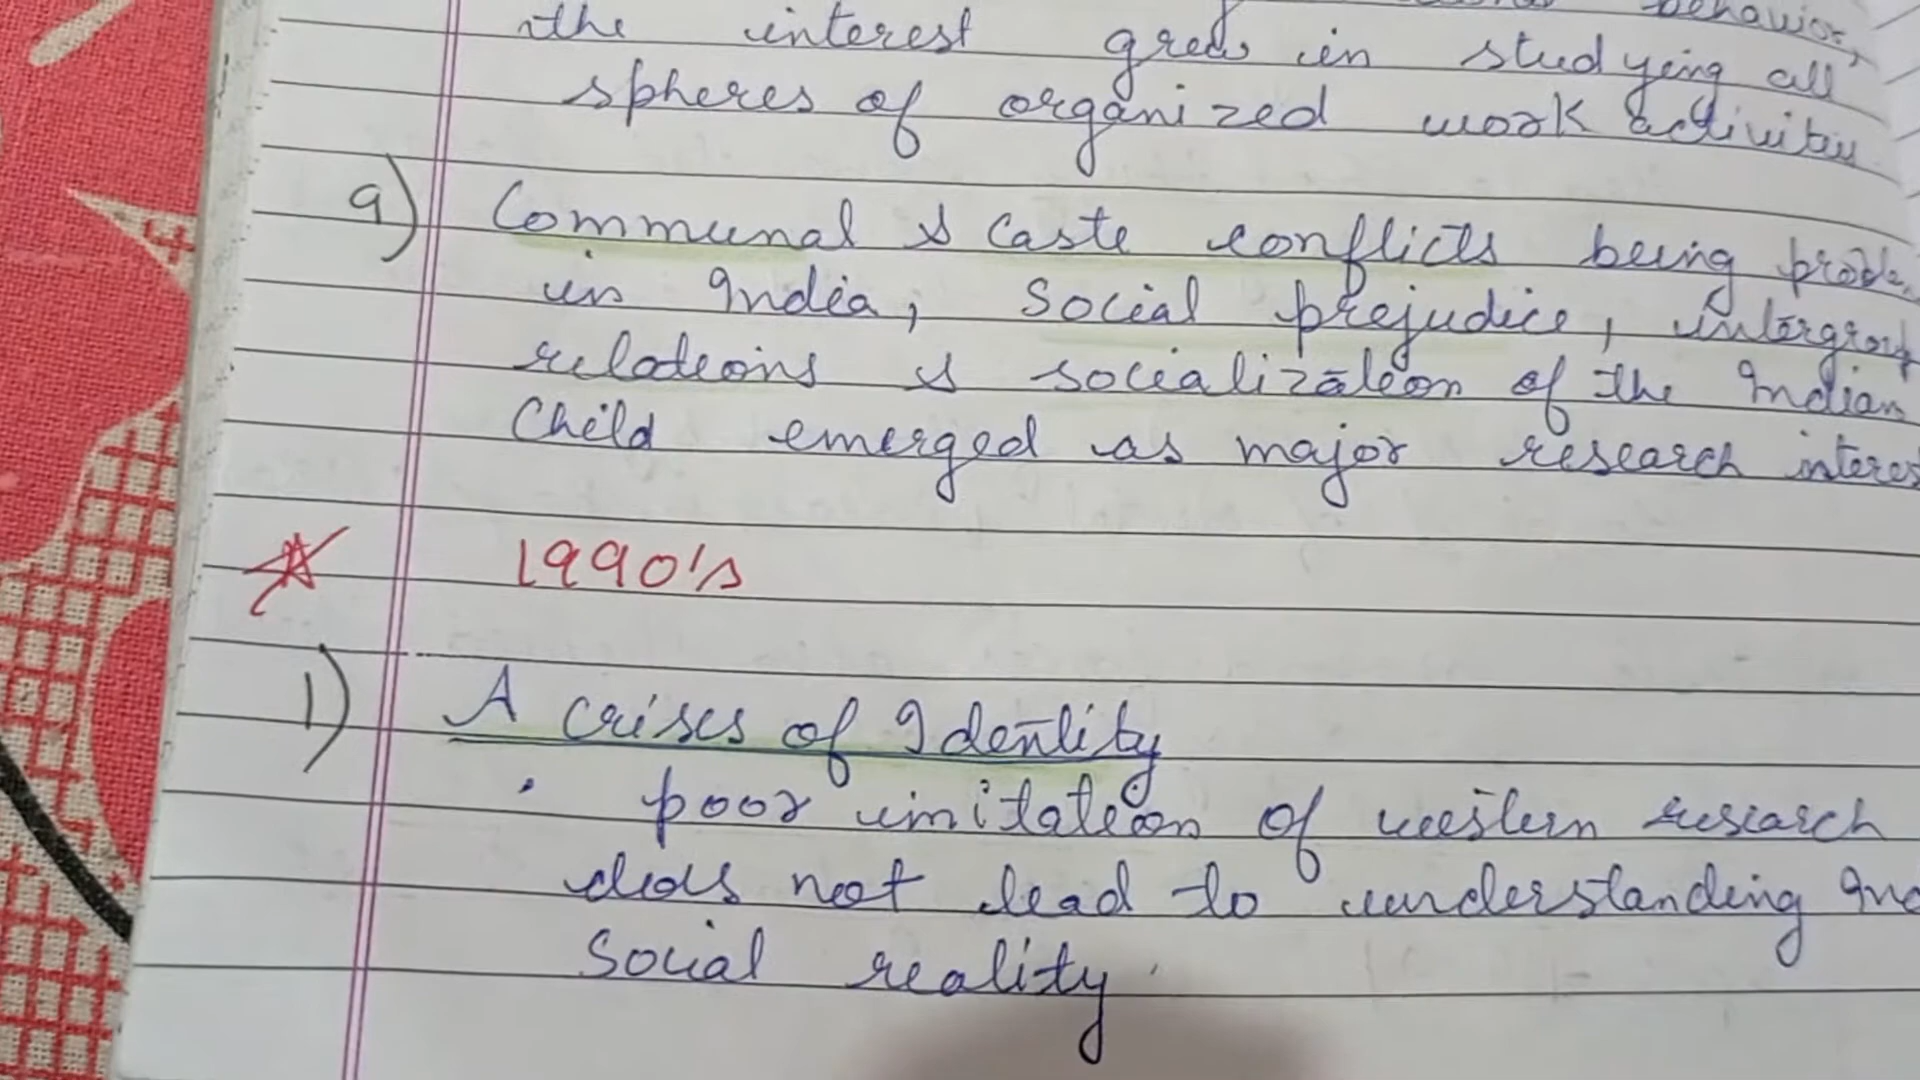 behavior,
the interest grew in studying all
spheres of organized work activities
9) Communal & Caste conflicts being
in India, Social prejudice, intergroup
relations & socialization of the Indian
Child emerged as major research
1990's
1) A crises of Identity
• poor imitation of western research
does not lead to understanding
Social reality.